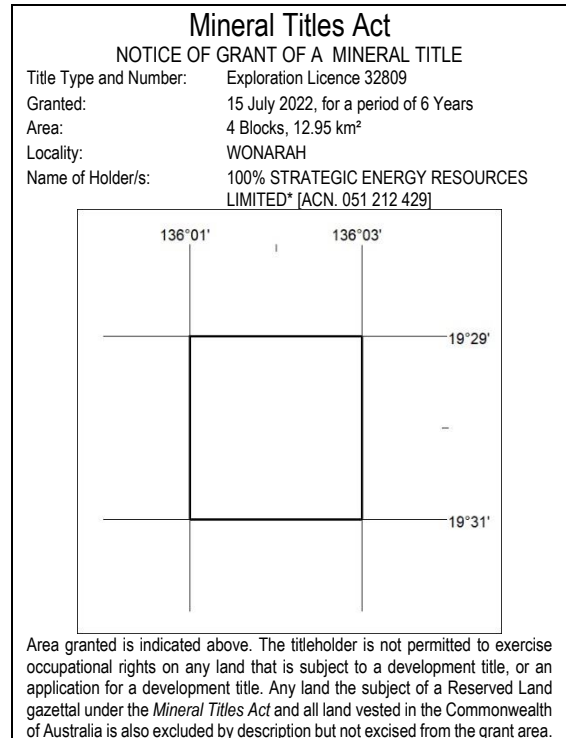 Mineral Titles Act
NOTICE OF GRANT OF A MINERAL TITLE
Title Type and Number: Exploration Licence 32809
Granted: 15 July 2022, for a period of 6 Years
Area: 4 Blocks, 12.95 km²
Locality: WONARAH
Name of Holder/s: 100% STRATEGIC ENERGY RESOURCES
LIMITED* [ACN. 051 212 429]
136°01' 136°03'
19°29'
19°31'
Area granted is indicated above. The titleholder is not permitted to exercise
occupational rights on any land that is subject to a development title, or an
application for a development title. Any land the subject of a Reserved Land
gazettal under the Mineral Titles Act and all land vested in the Commonwealth
of Australia is also excluded by description but not excised from the grant area.